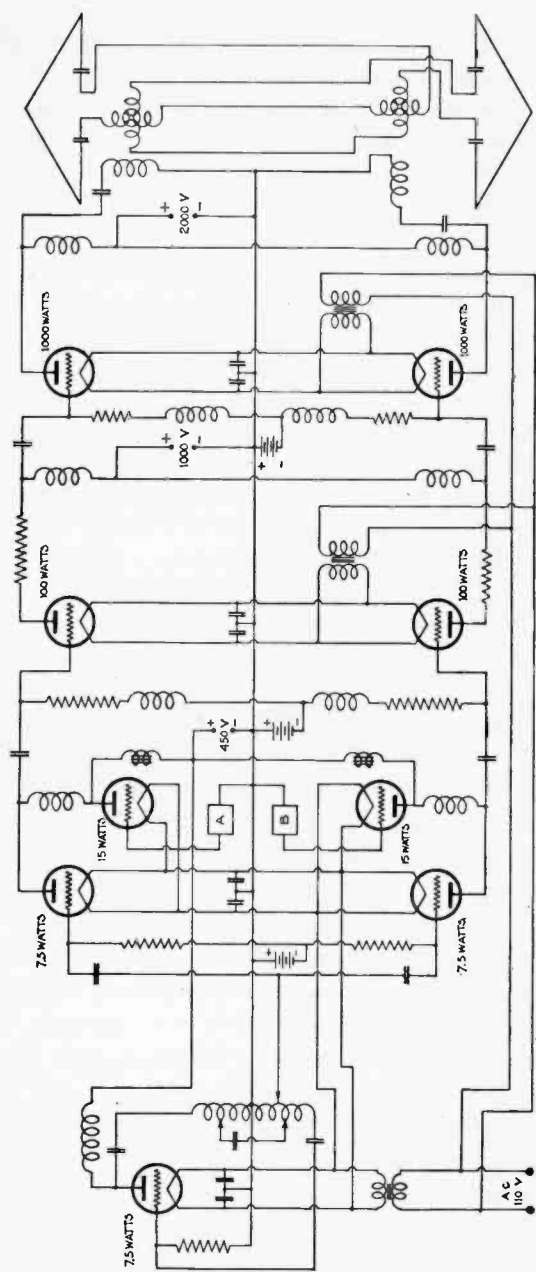 1000 WATTS
100 WATTS
7.5 WATTS
15 WATTS
+
2000 V
-
+
1000 V
-
+ -
+
450 V
-
+ -
A
B
+ -
7.5 WATTS
15 WATTS
7.5 WATTS
100 WATTS
1000 WATTS
AC
110 V